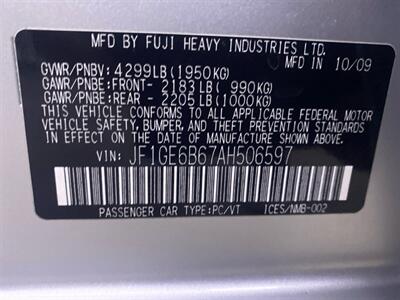 MFD BY FUJI HEAVY INDUSTRIES LTD.
GVWR/PNBV: 4299LB(1950KG) MFD IN 10/09
GAWR/PNBE:FRONT- 2183LB( 990KG)
GAWR/PNBE:REAR - 2205LB(1000KG)
THIS VEHICLE CONFORMS TO ALL APPLICABLE FEDERAL MOTOR
VEHICLE SAFETY, BUMPER, AND THEFT PREVENTION STANDARDS
IN EFFECT ON THE DATE OF MANUFACTURE SHOWN ABOVE.
VIN: JF1GE6B67AH506597
PASSENGER CAR TYPE:PC/VT ICES/NMB-002